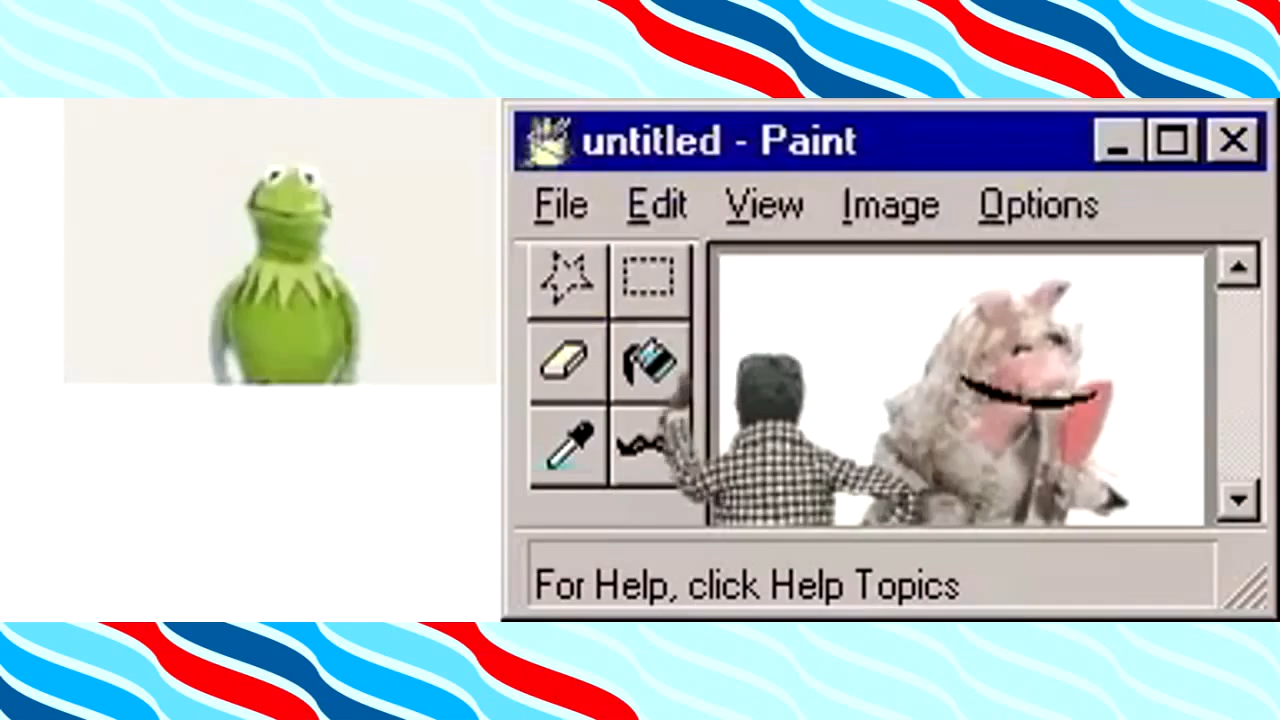 untitled - Paint
File Edit View Image Options
For Help, click Help Topics